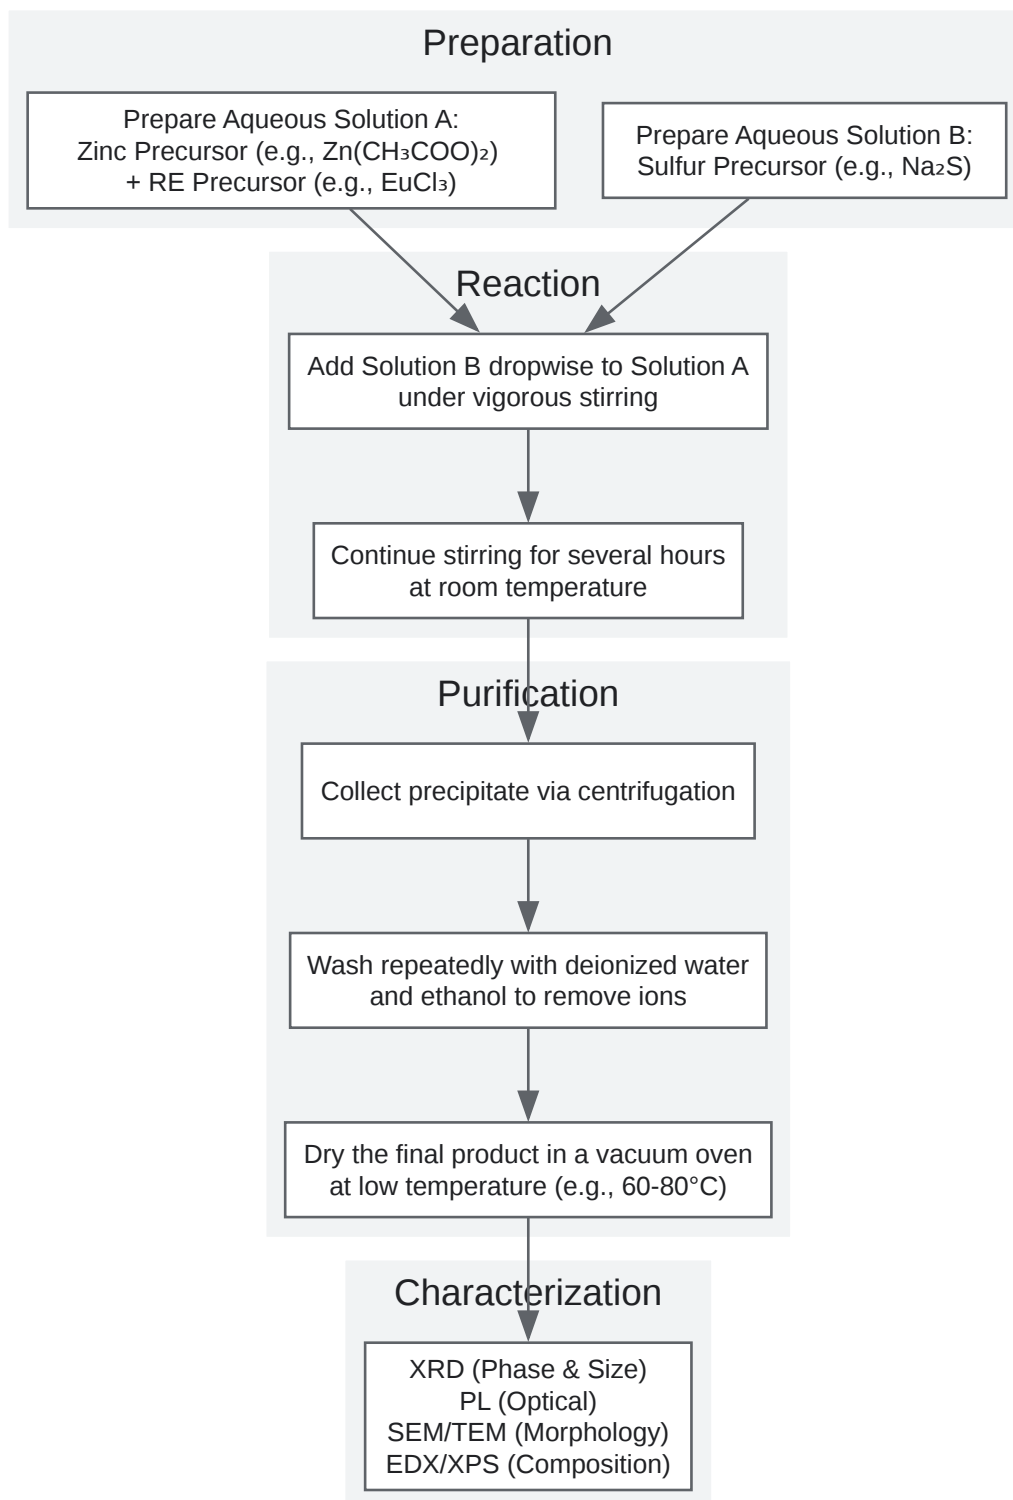 Preparation
Prepare Aqueous Solution A:
Zinc Precursor (e.g., Zn(CH₃COO)₂)
+ RE Precursor (e.g., EuCl₃)
Prepare Aqueous Solution B:
Sulfur Precursor (e.g., Na₂S)
Reaction
Add Solution B dropwise to Solution A
under vigorous stirring
Continue stirring for several hours
at room temperature
Purification
Collect precipitate via centrifugation
Wash repeatedly with deionized water
and ethanol to remove ions
Dry the final product in a vacuum oven
at low temperature (e.g., 60-80°C)
Characterization
XRD (Phase & Size)
PL (Optical)
SEM/TEM (Morphology)
EDX/XPS (Composition)